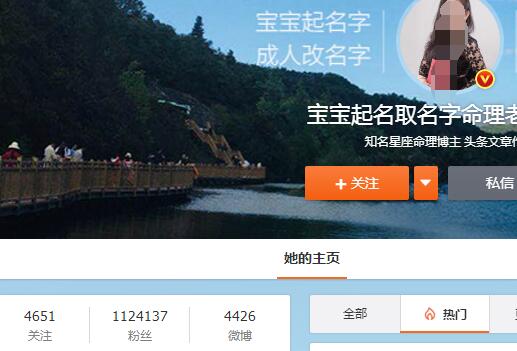 宝宝起名字
成人改名字
宝宝起名取名字命理老
知名星座命理博主 头条文章作
+ 关注
私信
她的主页
4651
关注
1124137
粉丝
4426
微博
全部
热门